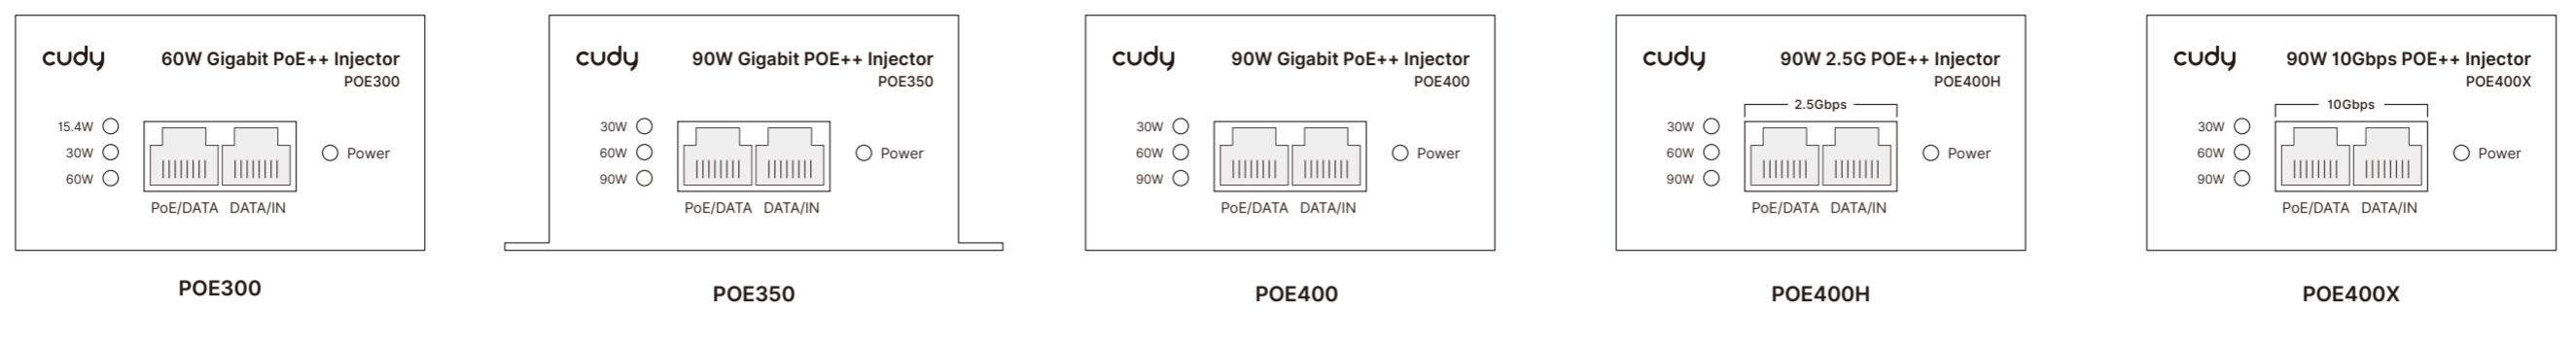 cudy
60W Gigabit PoE++ Injector
POE300
15.4W
30W
60W
Power
PoE/DATA DATA/IN
POE300
cudy
90W Gigabit POE++ Injector
POE350
30W
60W
90W
Power
PoE/DATA DATA/IN
POE350
cudy
90W Gigabit PoE++ Injector
POE400
30W
60W
90W
Power
PoE/DATA DATA/IN
POE400
cudy
90W 2.5G POE++ Injector
POE400H
2.5Gbps
30W
60W
90W
Power
PoE/DATA DATA/IN
POE400H
cudy
90W 10Gbps POE++ Injector
POE400X
10Gbps
30W
60W
90W
Power
PoE/DATA DATA/IN
POE400X